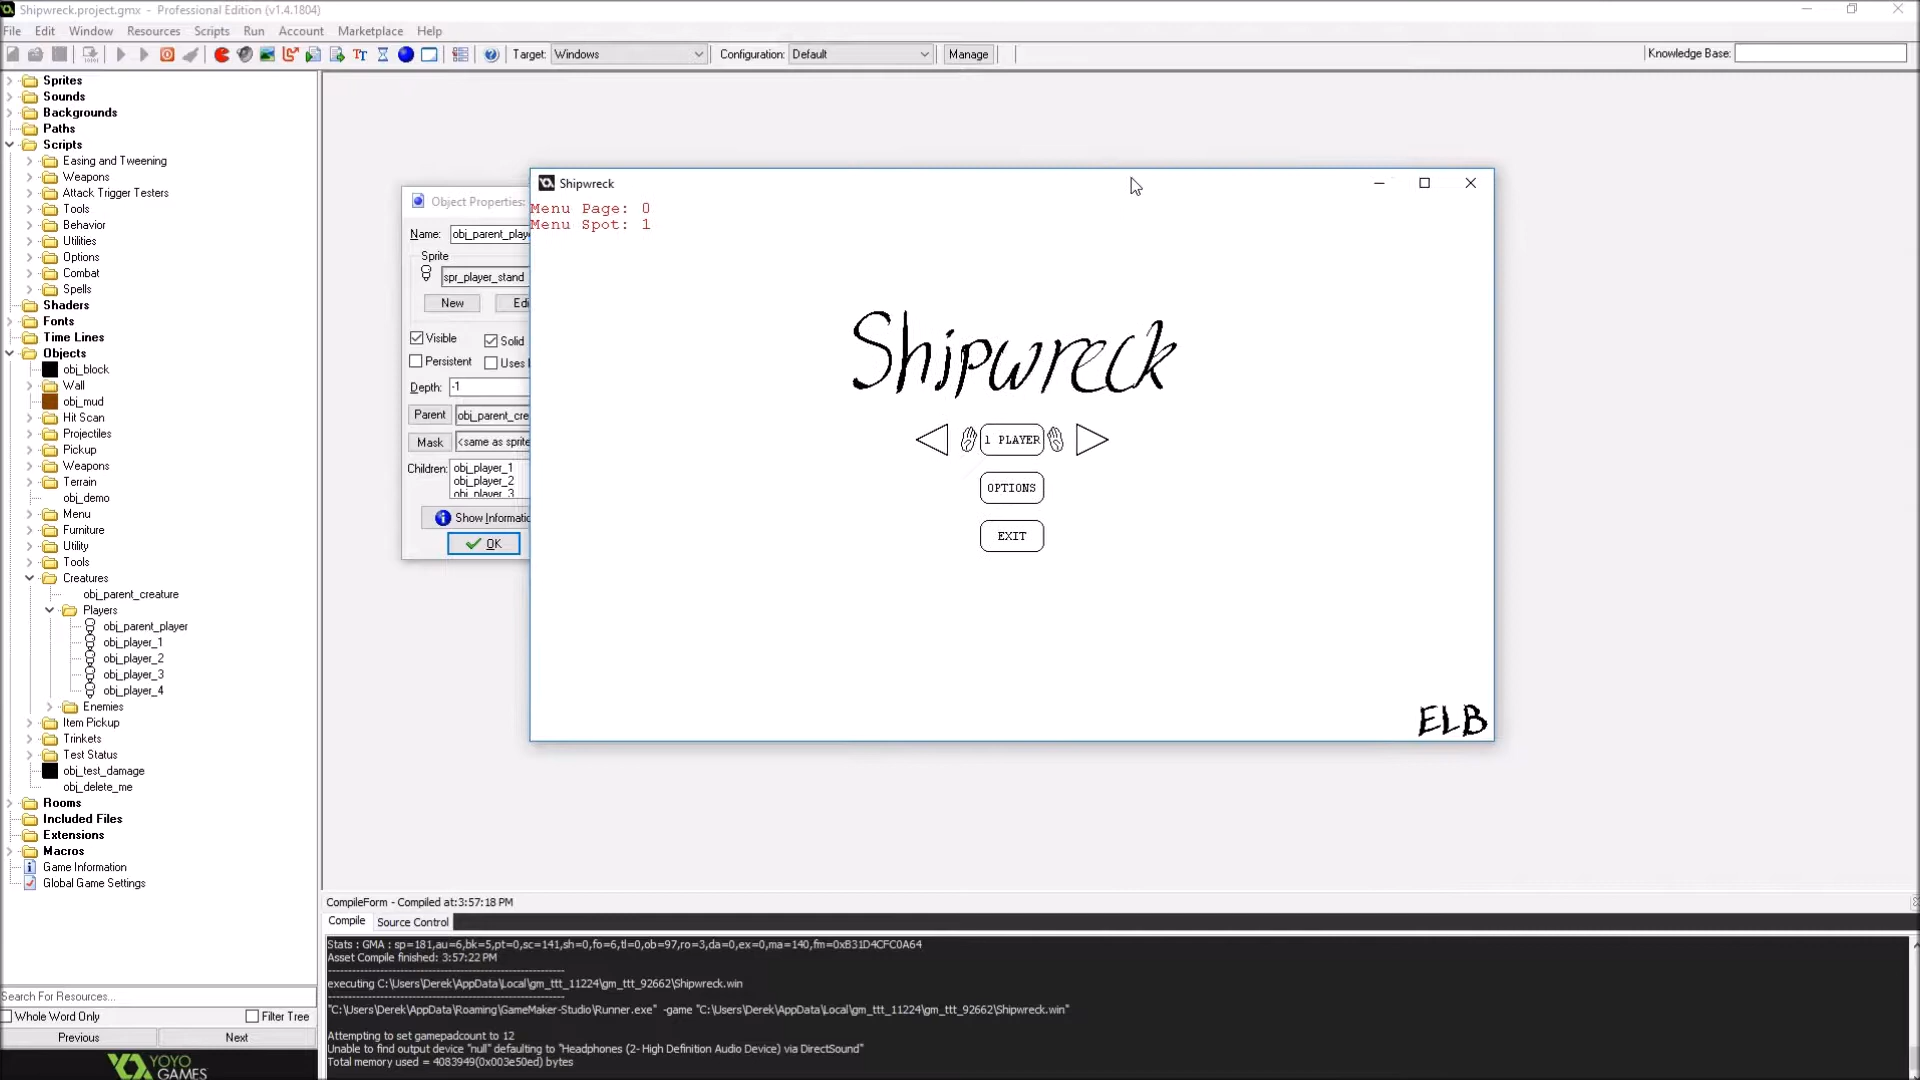 Shipwreck.project.gmx - Professional Edition (v1.4.1804)
File Edit Window Resources Scripts Run Account Marketplace Help
Target: Windows Configuration: Default Manage Knowledge Base:
Sprites
Sounds
Backgrounds
Paths
Scripts
Easing and Tweening
Weapons
Attack Trigger Testers
Tools
Behavior
Utilities
Options
Combat
Spells
Shaders
Fonts
Time Lines
Objects
obj_block
Wall
obj_mud
Hit Scan
Projectiles
Pickup
Weapons
Terrain
obj_demo
Menu
Furniture
Utility
Tools
Creatures
obj_parent_creature
Players
obj_parent_player
obj_player_1
obj_player_2
obj_player_3
obj_player_4
Enemies
Item Pickup
Trinkets
Test Status
obj_test_damage
obj_delete_me
Rooms
Included Files
Extensions
Macros
Game Information
Global Game Settings
Search For Resources...
Whole Word Only Filter Tree
Previous Next
YOYO
GAMES
Object Properties:
Name: obj_parent_playe
Sprite
spr_player_stand
New Edi
Visible Solid
Persistent Uses
Depth: -1
Parent obj_parent_crea
Mask <same as sprite
Children: obj_player_1
obj_player_2
obj_player_3
Show Informatio
OK
Shipwreck
Menu Page: 0
Menu Spot: 1
Shipwreck
1 PLAYER
OPTIONS
EXIT
ELB
CompileForm - Compiled at:3:57:18 PM
Compile Source Control
Stats : GMA : sp=181,au=6,bk=5,pt=0,sc=141,sh=0,fo=6,tl=0,ob=97,ro=3,da=0,ex=0,ma=140,fm=0xB31D4CFC0A64
Asset Compile finished: 3:57:22 PM
executing C:\Users\Derek\AppData\Local\gm_ttt_11224\gm_ttt_92662\Shipwreck.win
"C:\Users\Derek\AppData\Roaming\GameMaker-Studio\Runner.exe" -game "C:\Users\Derek\AppData\Local\gm_ttt_11224\gm_ttt_92662\Shipwreck.win"
Attempting to set gamepadcount to 12
Unable to find output device "null" defaulting to "Headphones (2- High Definition Audio Device) via DirectSound"
Total memory used = 4083949(0x003e50ed) bytes